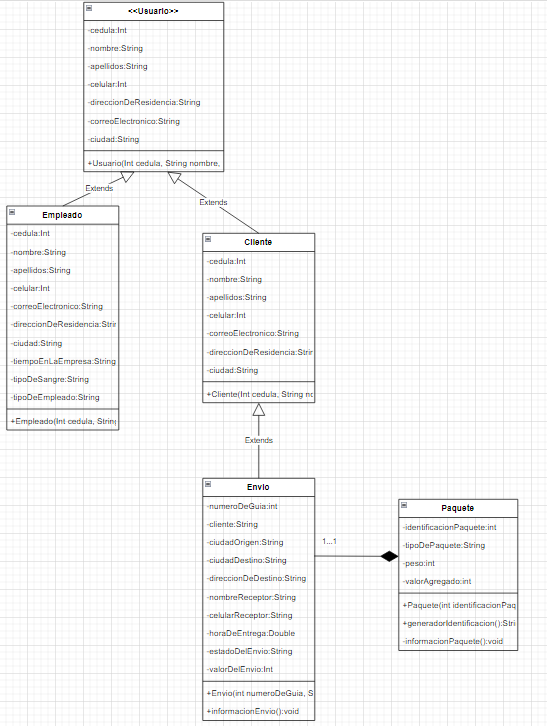 <<Usuario>>
-cedula:Int
-nombre:String
-apellidos:String
-celular:Int
-direccionDeResidencia:String
-correoElectronico:String
-ciudad:String
+Usuario(Int cedula, String nombre,
Extends
Extends
Empleado
-cedula:Int
-nombre:String
-apellidos:String
-celular:Int
-correoElectronico:String
-direccionDeResidencia:Strir
-ciudad:String
-tiempoEnLaEmpresa:String
-tipoDeSangre:String
-tipoDeEmpleado:String
+Empleado(Int cedula, String
Cliente
-cedula:Int
-nombre:String
-apellidos:String
-celular:Int
-correoElectronico:String
-direccionDeResidencia:Strir
-ciudad:String
+Cliente(Int cedula, String no
Extends
Envio
-numeroDeGuia:int
-cliente:String
-ciudadOrigen:String
-ciudadDestino:String
-direccionDeDestino:String
-nombreReceptor:String
-celularReceptor:String
-horaDeEntrega:Double
-estadoDelEnvio:String
-valorDelEnvio:Int
+Envio(int numeroDeGuia, S
+informacionEnvio():void
1...1
Paquete
-identificacionPaquete:int
-tipoDePaquete:String
-peso:int
-valorAgregado:int
+Paquete(int identificacionPaq
+generadorIdentificacion():Stri
-informacionPaquete():void